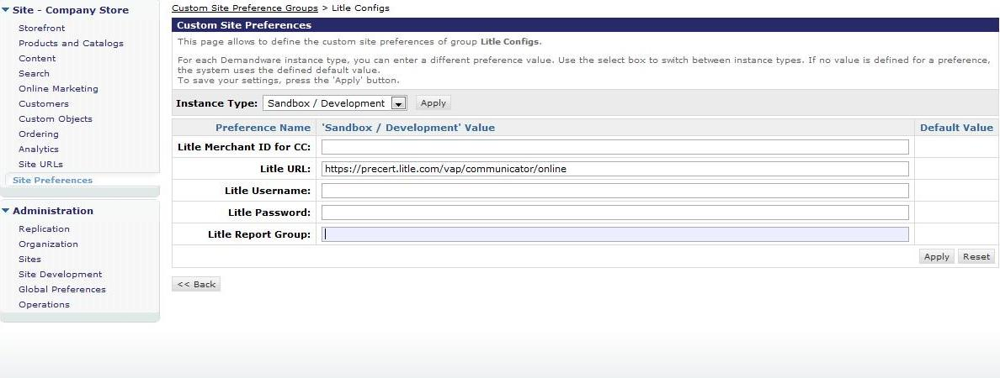 Site - Company Store
Storefront
Products and Catalogs
Content
Search
Online Marketing
Customers
Custom Objects
Ordering
Analytics
Site URLs
Site Preferences
Administration
Replication
Organization
Sites
Site Development
Global Preferences
Operations
Custom Site Preference Groups > Litle Configs
Custom Site Preferences
This page allows to define the custom site preferences of group Litle Configs.
For each Demandware instance type, you can enter a different preference value. Use the select box to switch between instance types. If no value is defined for a preference,
the system uses the defined default value.
To save your settings, press the 'Apply' button.
Instance Type: Sandbox / Development Apply
Preference Name 'Sandbox / Development' Value Default Value
Litle Merchant ID for CC:
Litle URL: https://precert.litle.com/vap/communicator/online
Litle Username:
Litle Password:
Litle Report Group:
Apply Reset
<< Back